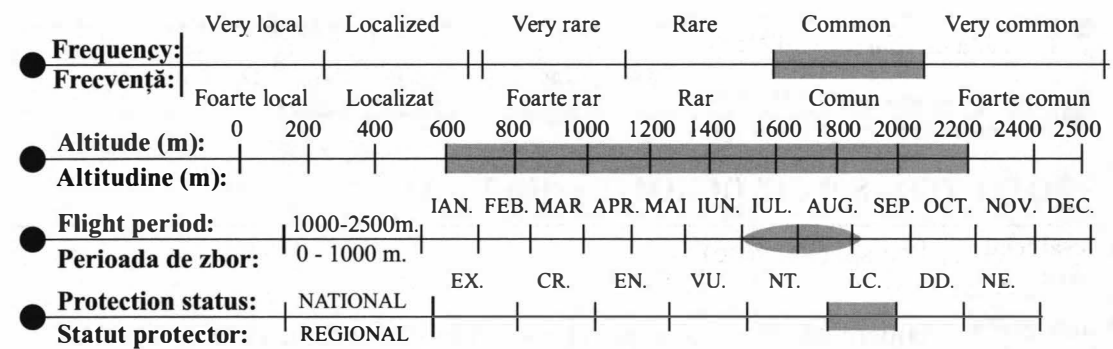 Very local Localized Very rare Rare Common Very common
Frequency:
Frecvență:
Foarte local Localizat Foarte rar Rar Comun Foarte comun
0 200 400 600 800 1000 1200 1400 1600 1800 2000 2200 2400 2500
Altitude (m):
Altitudine (m):
IAN. FEB. MAR APR. MAI IUN. IUL. AUG. SEP. OCT. NOV. DEC.
Flight period: 1000-2500m.
Perioada de zbor: 0 - 1000 m.
EX. CR. EN. VU. NT. LC. DD. NE.
Protection status: NATIONAL
Statut protector: REGIONAL